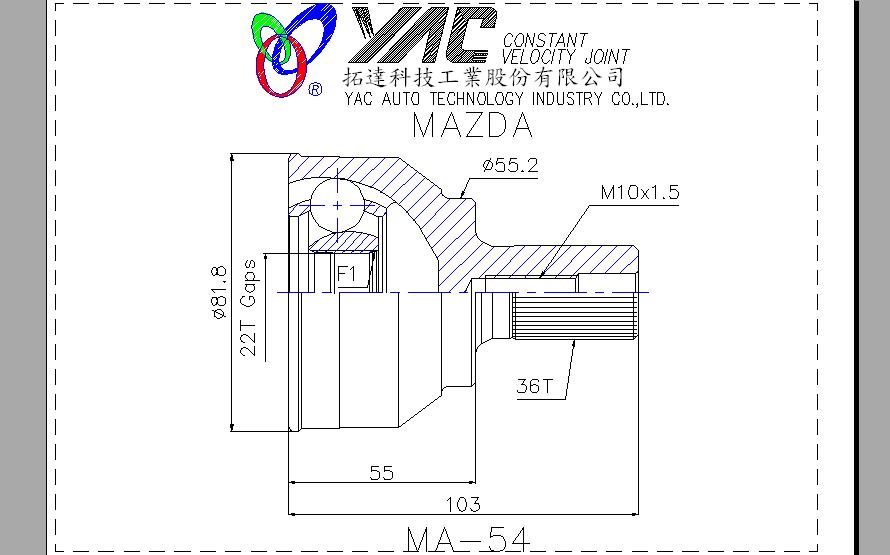 YAC CONSTANT
VELOCITY JOINT
拓達科技工業股份有限公司
®
YAC AUTO TECHNOLOGY INDUSTRY CO.,LTD.
MAZDA
ø55.2
M10x1.5
ø81.8
22T Gaps
F1
36T
55
103
MA-54